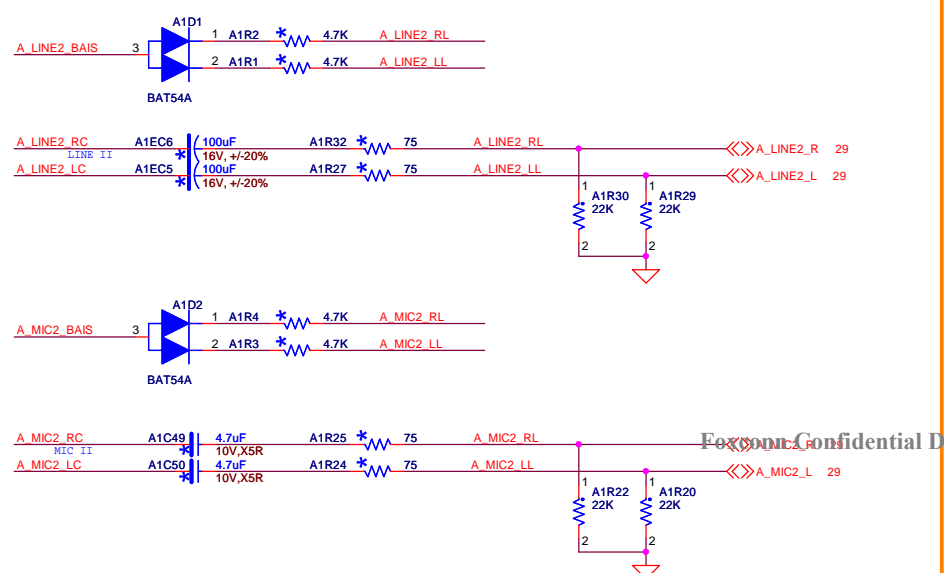 A1D1
A_LINE2_BAIS 3 1 A1R2 * 4.7K A_LINE2_RL
2 A1R1 * 4.7K A_LINE2_LL
BAT54A
A_LINE2_RC A1EC6 100uF A1R32 * 75 A_LINE2_RL A_LINE2_R 29
LINE II * 16V, +/-20%
A_LINE2_LC A1EC5 100uF A1R27 * 75 A_LINE2_LL A_LINE2_L 29
* 16V, +/-20%
1 1
A1R30 A1R29
22K 22K
2 2
A1D2
A_MIC2_BAIS 3 1 A1R4 * 4.7K A_MIC2_RL
2 A1R3 * 4.7K A_MIC2_LL
BAT54A
A_MIC2_RC A1C49 4.7uF A1R25 * 75 A_MIC2_RL A_MIC2_R 29
Foxconn Confidential D
MIC II * 10V,X5R
A_MIC2_LC A1C50 4.7uF A1R24 * 75 A_MIC2_LL A_MIC2_L 29
* 10V,X5R
1 1
A1R22 A1R20
22K 22K
2 2